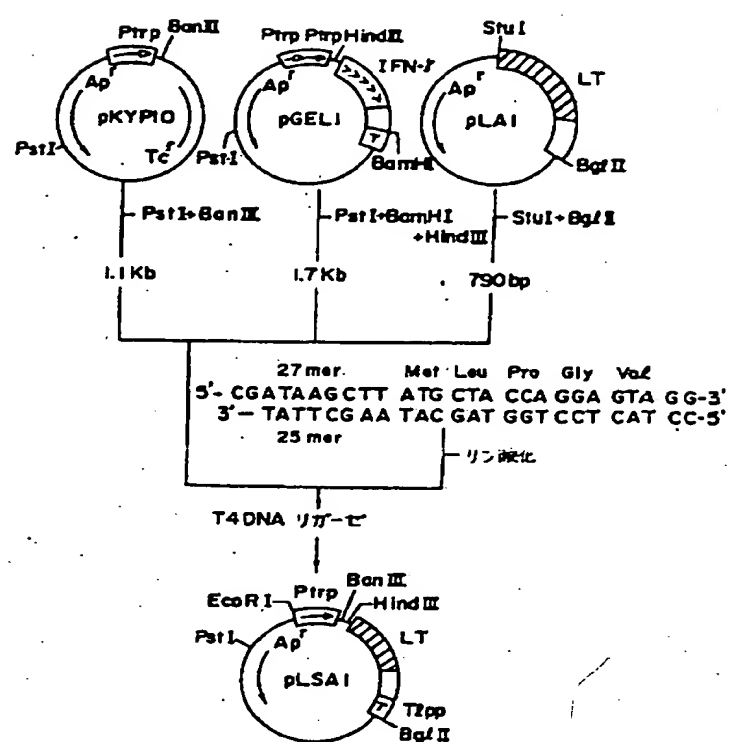 Ptrp BanIII
Apr
pKYP10
PstI
Tcr
Ptrp Ptrp HindIII
IFN-γ
Apr
pGEL1
PstI
T
BamHI
StuI
Apr
LT
pLA1
BglII
PstI+BanIII
PstI+BamHI
+HindIII
StuI+BglII
1.1Kb
1.7Kb
790bp
27mer. Met Leu Pro Gly Val
5'-CGATAAGCTT ATG CTA CCA GGA GTA GG-3'
3'-TATTCGAA TAC GAT GGT CCT CAT CC-5'
25mer
リン酸化
T4DNA リガーゼ
Ptrp BanIII
EcoRI HindIII
PstI
Apr
LT
pLSA1
T Tlpp
BglII